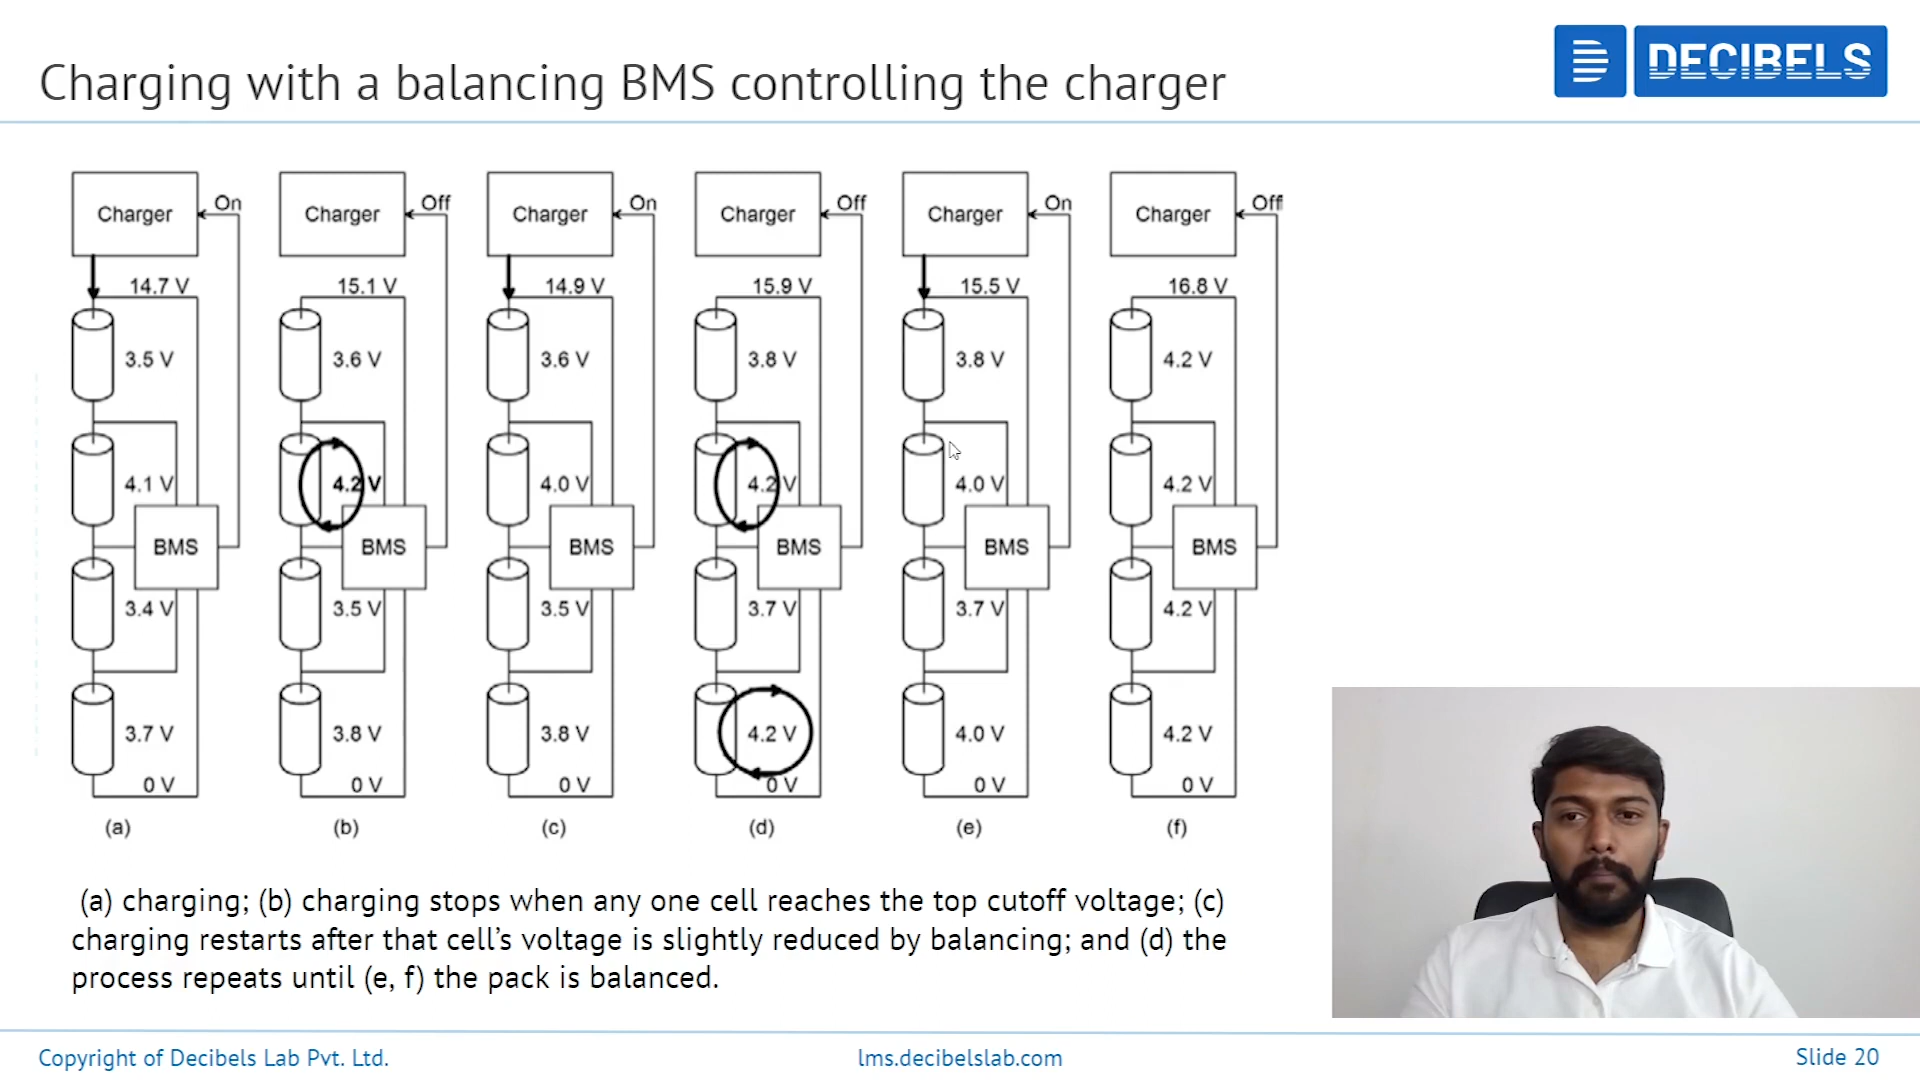 Charging with a balancing BMS controlling the charger
DECIBELS
Charger On
14.7 V
3.5 V
4.1 V
BMS
3.4 V
3.7 V
0 V
(a)
Charger Off
15.1 V
3.6 V
4.2 V
BMS
3.5 V
3.8 V
0 V
(b)
Charger On
14.9 V
3.6 V
4.0 V
BMS
3.5 V
3.8 V
0 V
(c)
Charger Off
15.9 V
3.8 V
4.2 V
BMS
3.7 V
4.2 V
0 V
(d)
Charger On
15.5 V
3.8 V
4.0 V
BMS
3.7 V
4.0 V
0 V
(e)
Charger Off
16.8 V
4.2 V
4.2 V
BMS
4.2 V
4.2 V
0 V
(f)
(a) charging; (b) charging stops when any one cell reaches the top cutoff voltage; (c)
charging restarts after that cell’s voltage is slightly reduced by balancing; and (d) the
process repeats until (e, f) the pack is balanced.
Copyright of Decibels Lab Pvt. Ltd.
lms.decibelslab.com
Slide 20